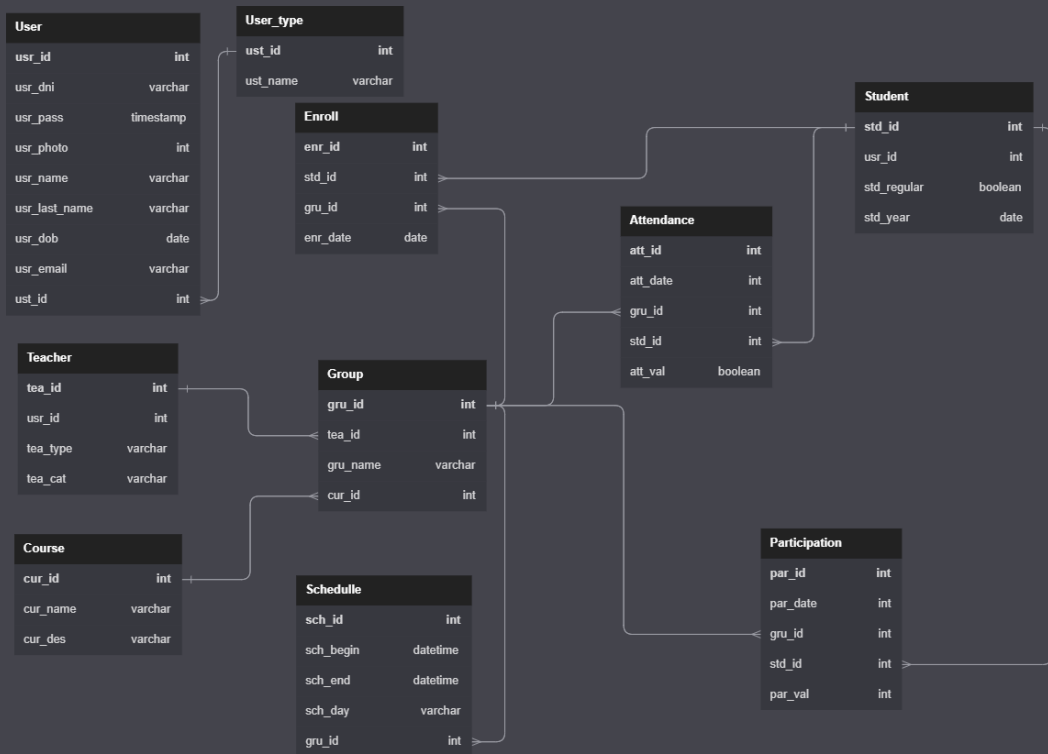 User
usr_id int
usr_dni varchar
usr_pass timestamp
usr_photo int
usr_name varchar
usr_last_name varchar
usr_dob date
usr_email varchar
ust_id int
User_type
ust_id int
ust_name varchar
Enroll
enr_id int
std_id int
gru_id int
enr_date date
Student
std_id int
usr_id int
std_regular boolean
std_year date
Attendance
att_id int
att_date int
gru_id int
std_id int
att_val boolean
Teacher
tea_id int
usr_id int
tea_type varchar
tea_cat varchar
Group
gru_id int
tea_id int
gru_name varchar
cur_id int
Course
cur_id int
cur_name varchar
cur_des varchar
Schedulle
sch_id int
sch_begin datetime
sch_end datetime
sch_day varchar
gru_id int
Participation
par_id int
par_date int
gru_id int
std_id int
par_val int